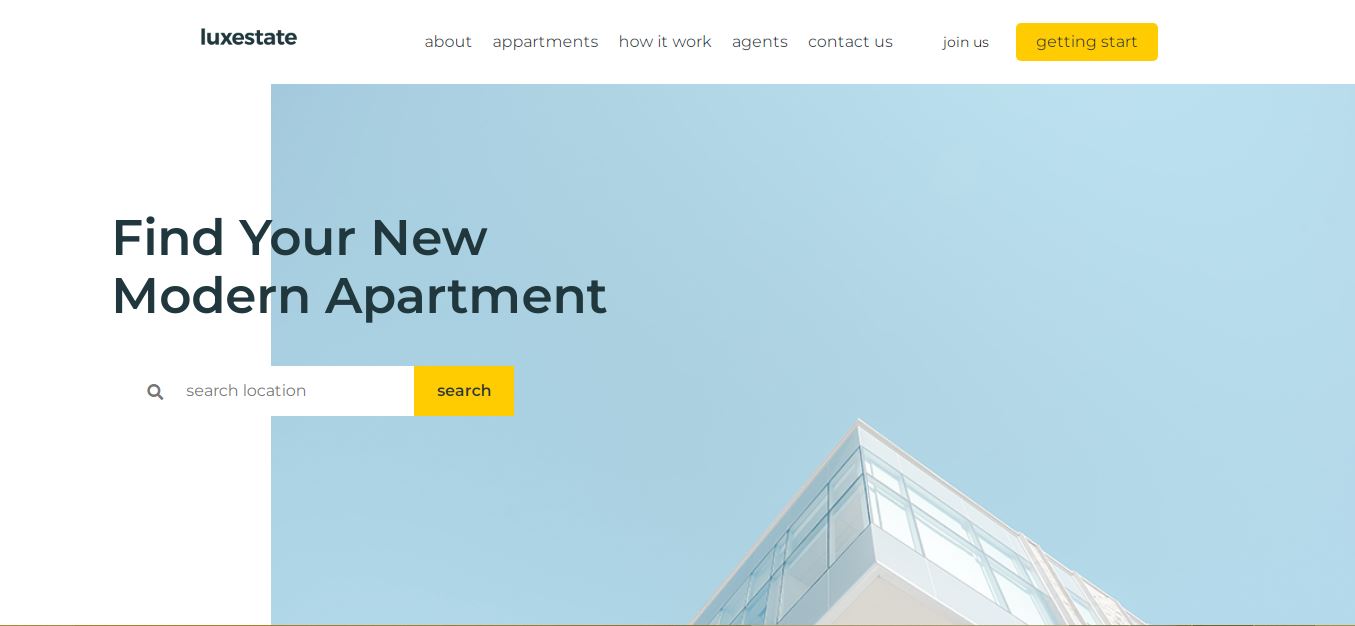 luxestate about appartments how it work agents contact us join us getting start
Find Your New
Modern Apartment
search location search